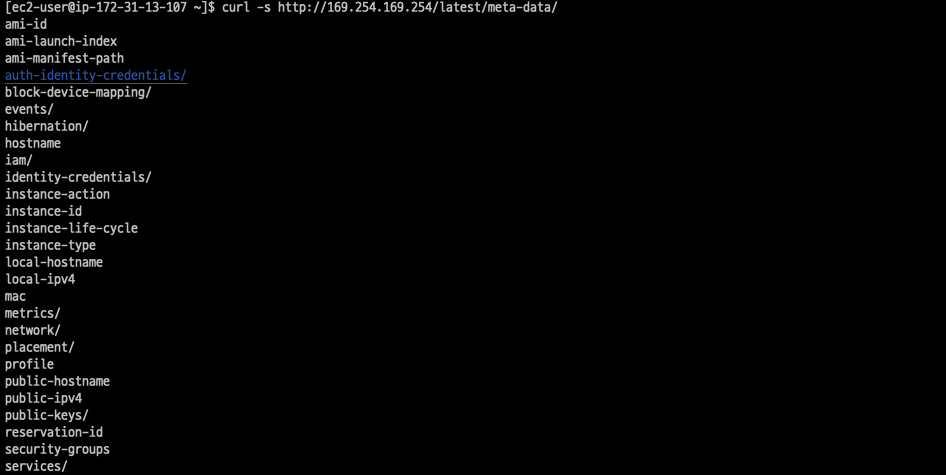 [ec2-user@ip-172-31-13-107 ~]$ curl -s http://169.254.169.254/latest/meta-data/
ami-id
ami-launch-index
ami-manifest-path
auth-identity-credentials/
block-device-mapping/
events/
hibernation/
hostname
iam/
identity-credentials/
instance-action
instance-id
instance-life-cycle
instance-type
local-hostname
local-ipv4
mac
metrics/
network/
placement/
profile
public-hostname
public-ipv4
public-keys/
reservation-id
security-groups
services/